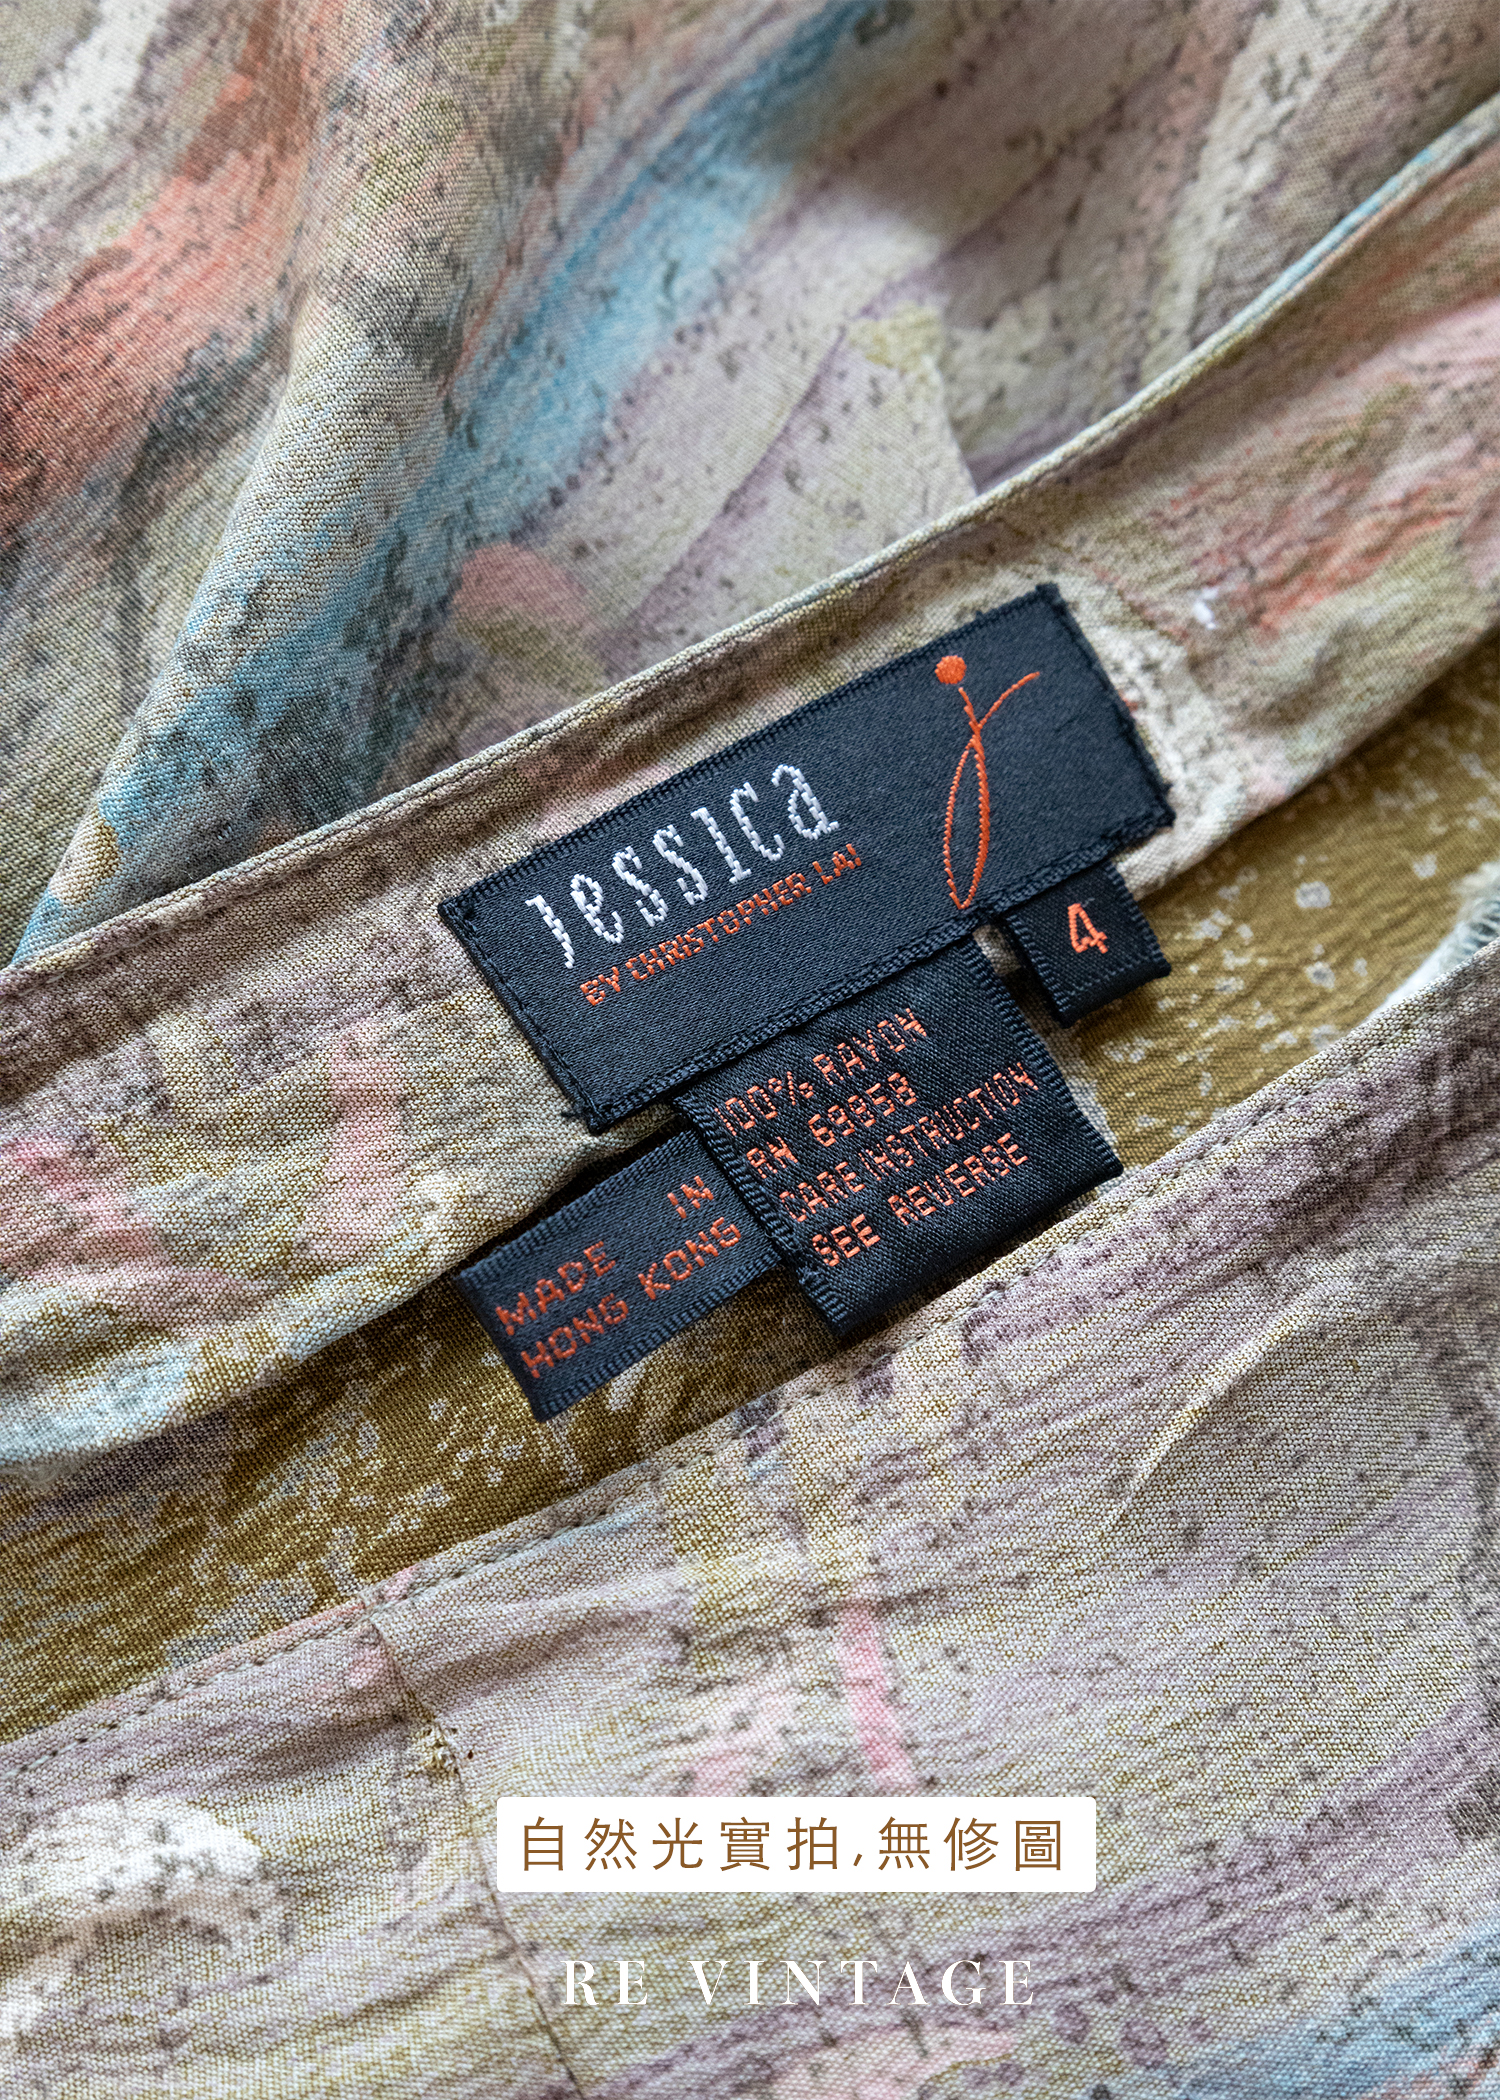 Jessica
BY CHRISTOPHER LAI
4
100% RAYON
RN 69858
CARE INSTRUCTION
SEE REVERSE
MADE IN
HONG KONG
自然光實拍,無修圖
RE VINTAGE